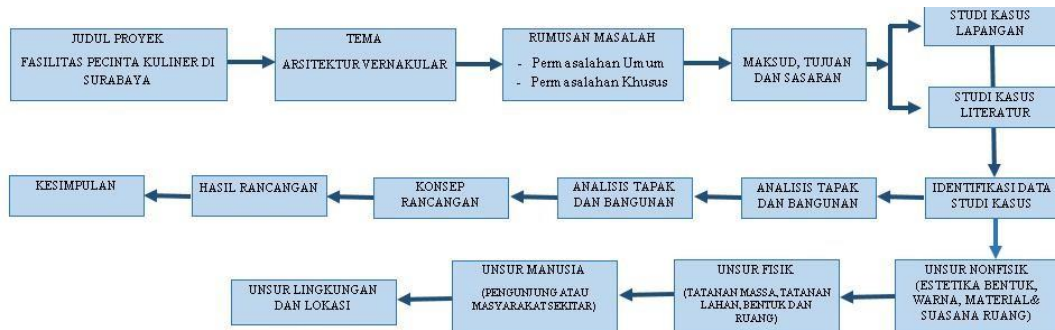 JUDUL PROYEK
FASILITAS PECINTA KULINER DI
SURABAYA
TEMA
ARSITEKTUR VERNAKULAR
RUMUSAN MASALAH
- Permasalahan Umum
- Permasalahan Khusus
MAKSUD, TUJUAN
DAN SASARAN
STUDI KASUS
LAPANGAN
STUDI KASUS
LITERATUR
IDENTIFIKASI DATA
STUDI KASUS
ANALISIS TAPAK
DAN BANGUNAN
ANALISIS TAPAK
DAN BANGUNAN
KONSEP
RANCANGAN
HASIL RANCANGAN
KESIMPULAN
UNSUR NONFISIK
(ESTETIKA BENTUK,
WARNA, MATERIAL&
SUASANA RUANG)
UNSUR FISIK
(TATANAN MASSA, TATANAN
LAHAN, BENTUK DAN
RUANG)
UNSUR MANUSIA
(PENGUNJUNG ATAU
MASYARAKAT SEKITAR)
UNSUR LINGKUNGAN
DAN LOKASI